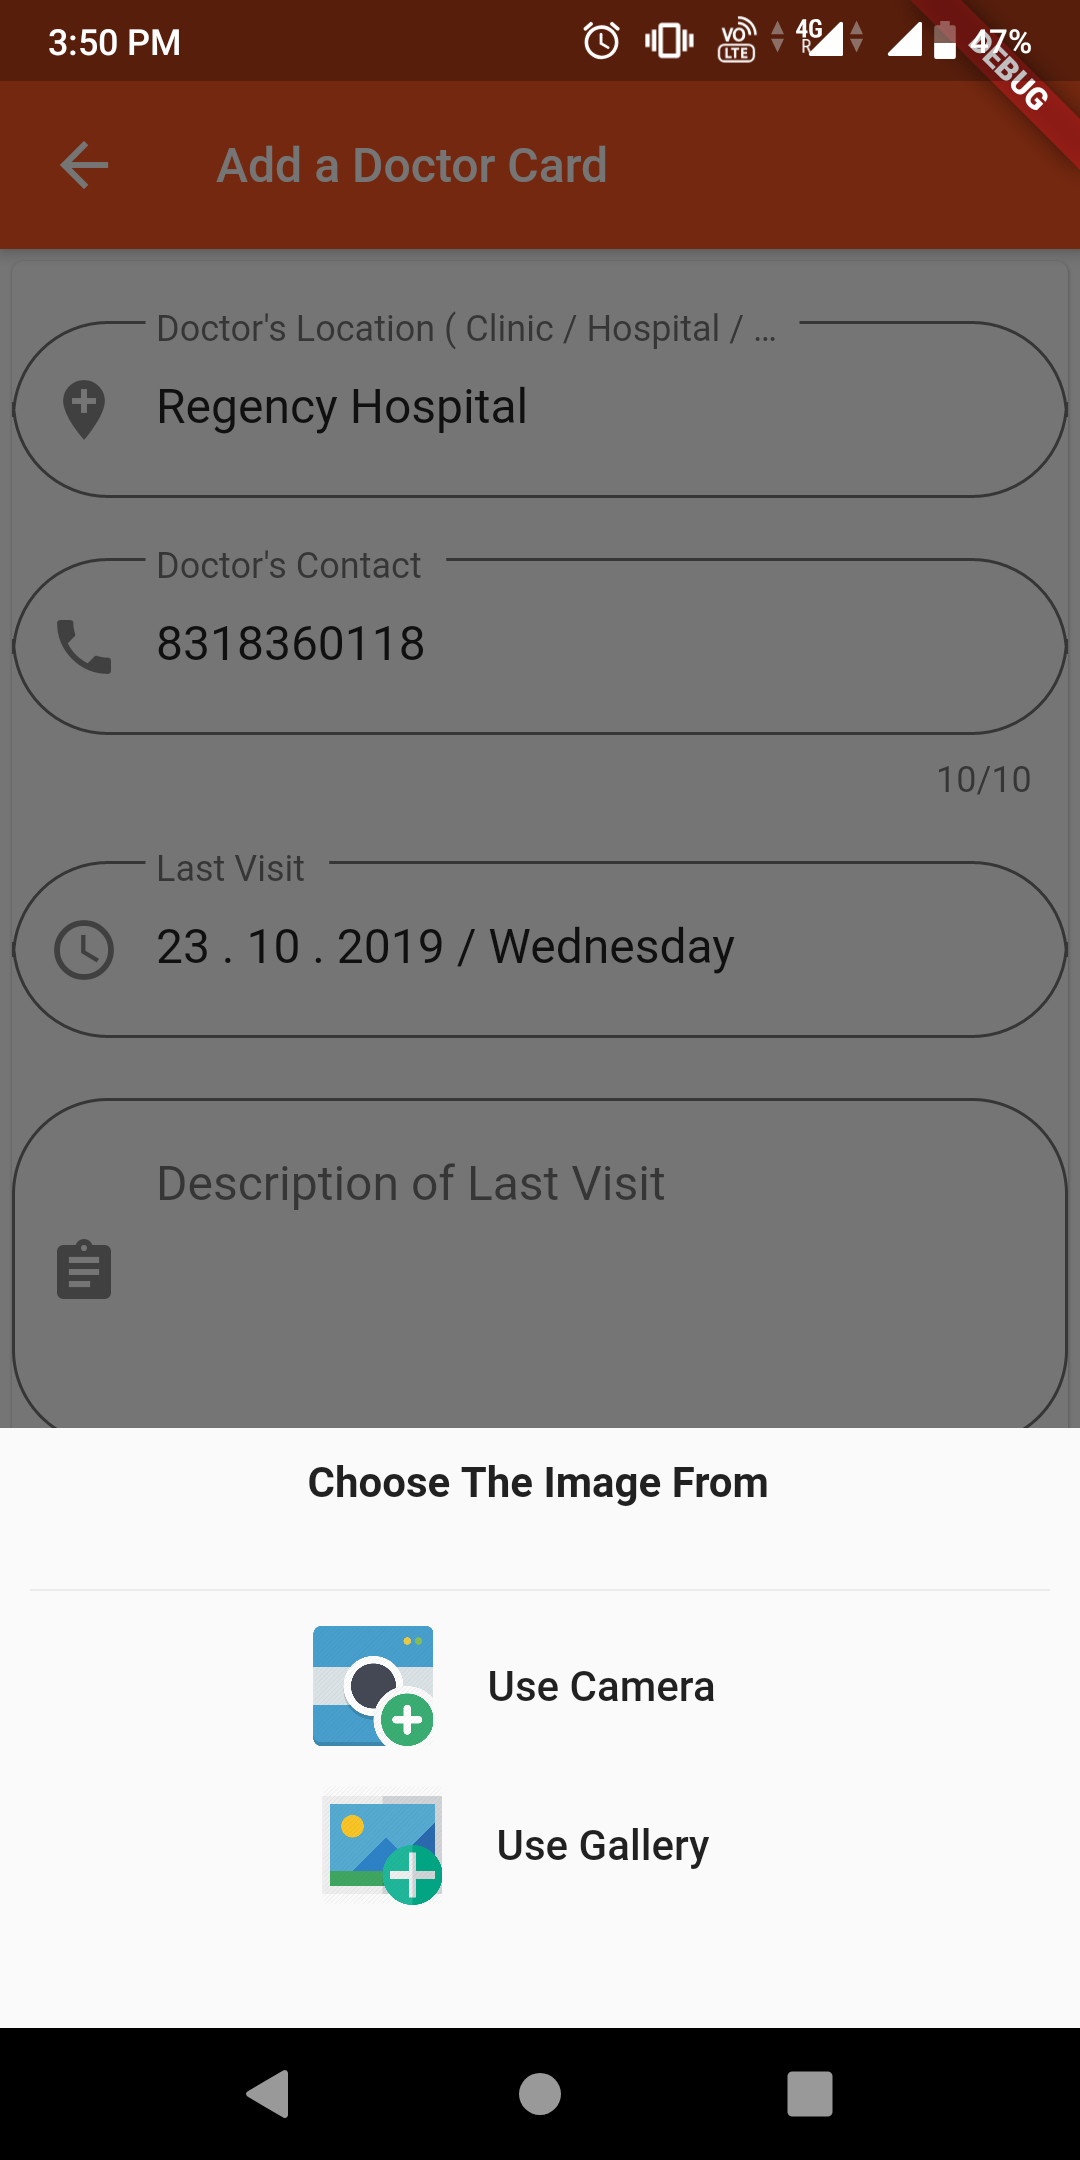 3:50 PM
VO LTE
4G R
47%
DEBUG
Add a Doctor Card
Doctor's Location ( Clinic / Hospital / ...
Regency Hospital
Doctor's Contact
8318360118
10/10
Last Visit
23 . 10 . 2019 / Wednesday
Description of Last Visit
Choose The Image From
Use Camera
Use Gallery